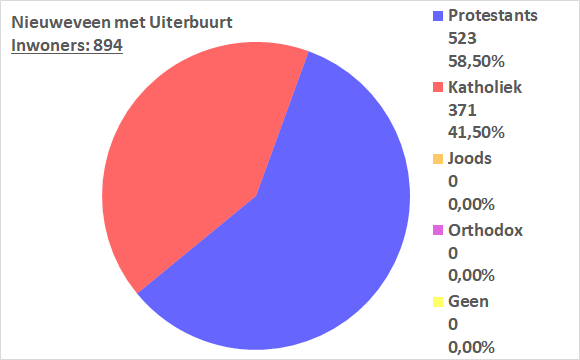 Nieuweveen met Uiterbuurt
Inwoners: 894
Protestants
523
58,50%
Katholiek
371
41,50%
Joods
0
0,00%
Orthodox
0
0,00%
Geen
0
0,00%